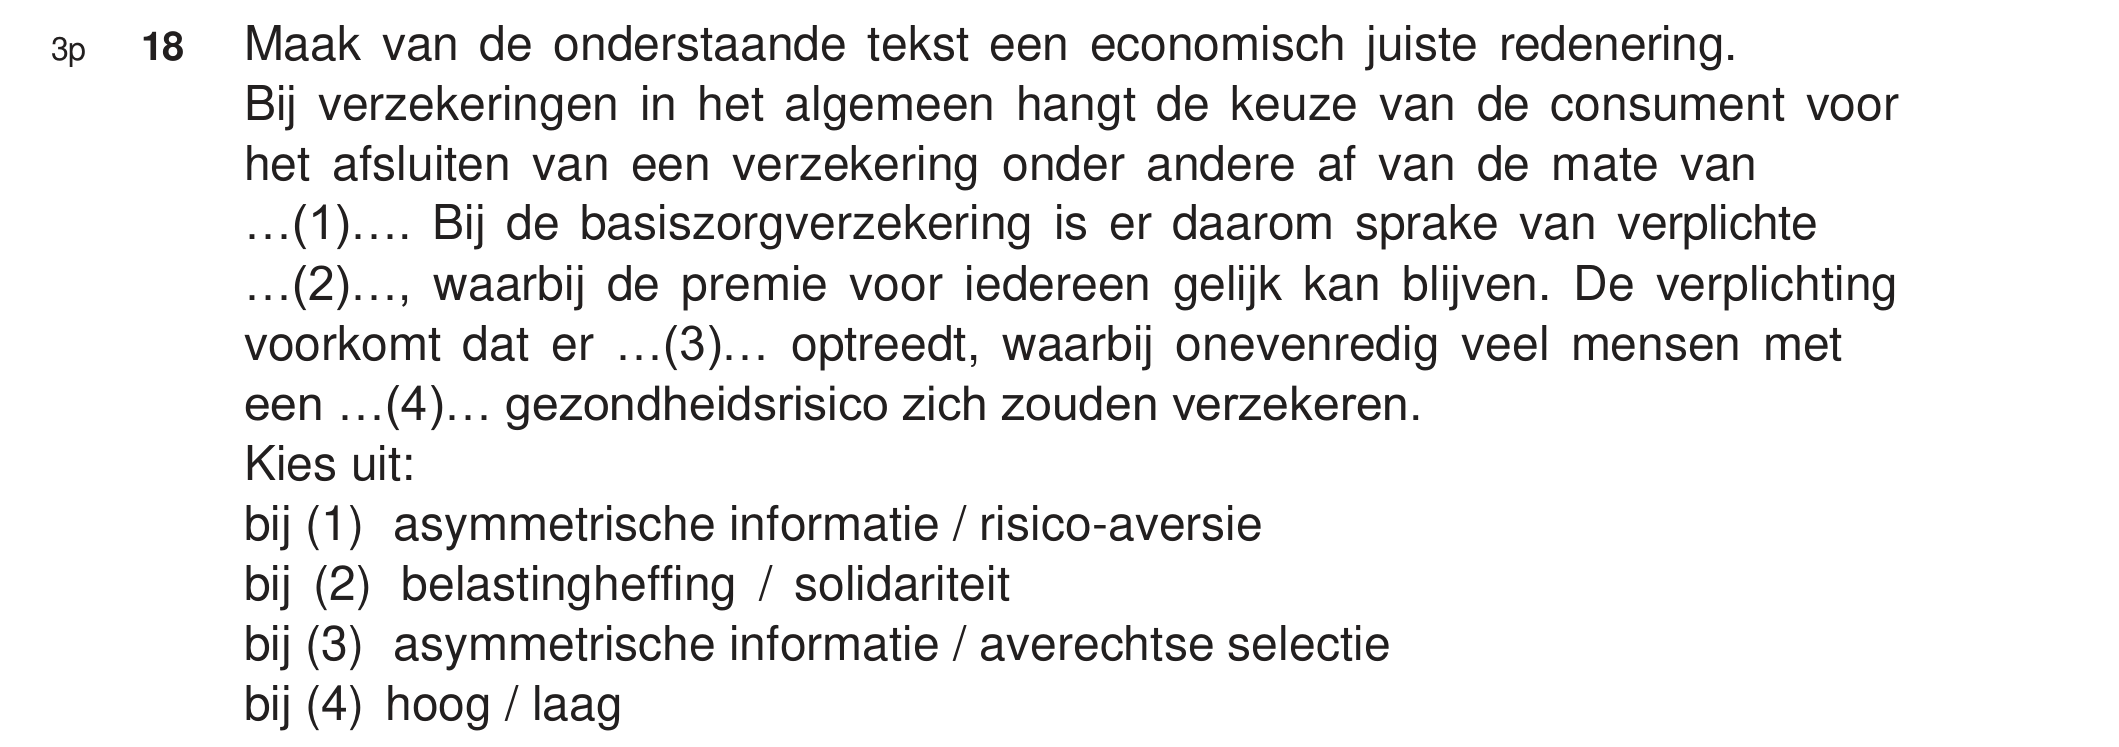 3p 18 Maak van de onderstaande tekst een economisch juiste redenering.
Bij verzekeringen in het algemeen hangt de keuze van de consument voor
het afsluiten van een verzekering onder andere af van de mate van
…(1)…. Bij de basiszorgverzekering is er daarom sprake van verplichte
…(2)…, waarbij de premie voor iedereen gelijk kan blijven. De verplichting
voorkomt dat er …(3)… optreedt, waarbij onevenredig veel mensen met
een …(4)… gezondheidsrisico zich zouden verzekeren.
Kies uit:
bij (1) asymmetrische informatie / risico-aversie
bij (2) belastingheffing / solidariteit
bij (3) asymmetrische informatie / averechtse selectie
bij (4) hoog / laag